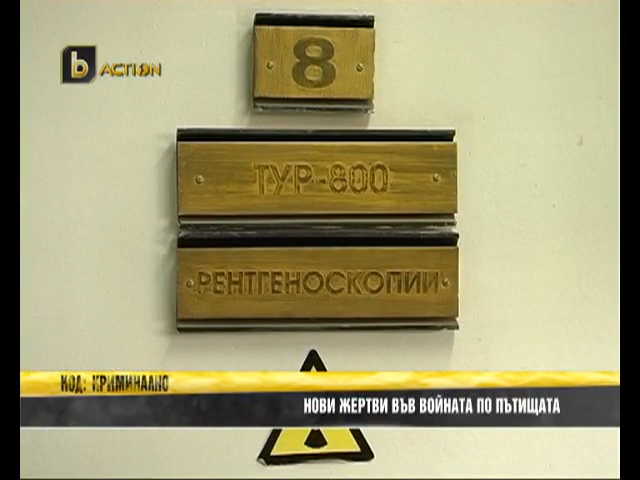 b ACTION
8
ТУР-800
РЕНТГЕНОСКОПИИ
КОД: КРИМИНАЛНО
НОВИ ЖЕРТВИ ВЪВ ВОЙНАТА ПО ПЪТИЩАТА